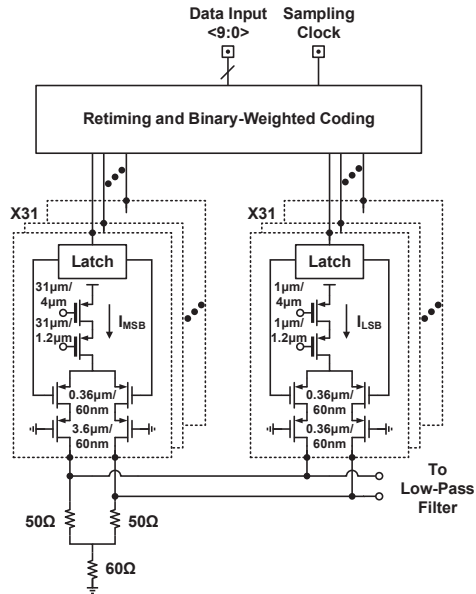 Data Input
<9:0>
Sampling
Clock
Retiming and Binary-Weighted Coding
X31
Latch
31µm/
4µm
31µm/
1.2µm
IMSB
0.36µm/
60nm
3.6µm/
60nm
X31
Latch
1µm/
4µm
1µm/
1.2µm
ILSB
0.36µm/
60nm
0.36µm/
60nm
To
Low-Pass
Filter
50Ω
50Ω
60Ω